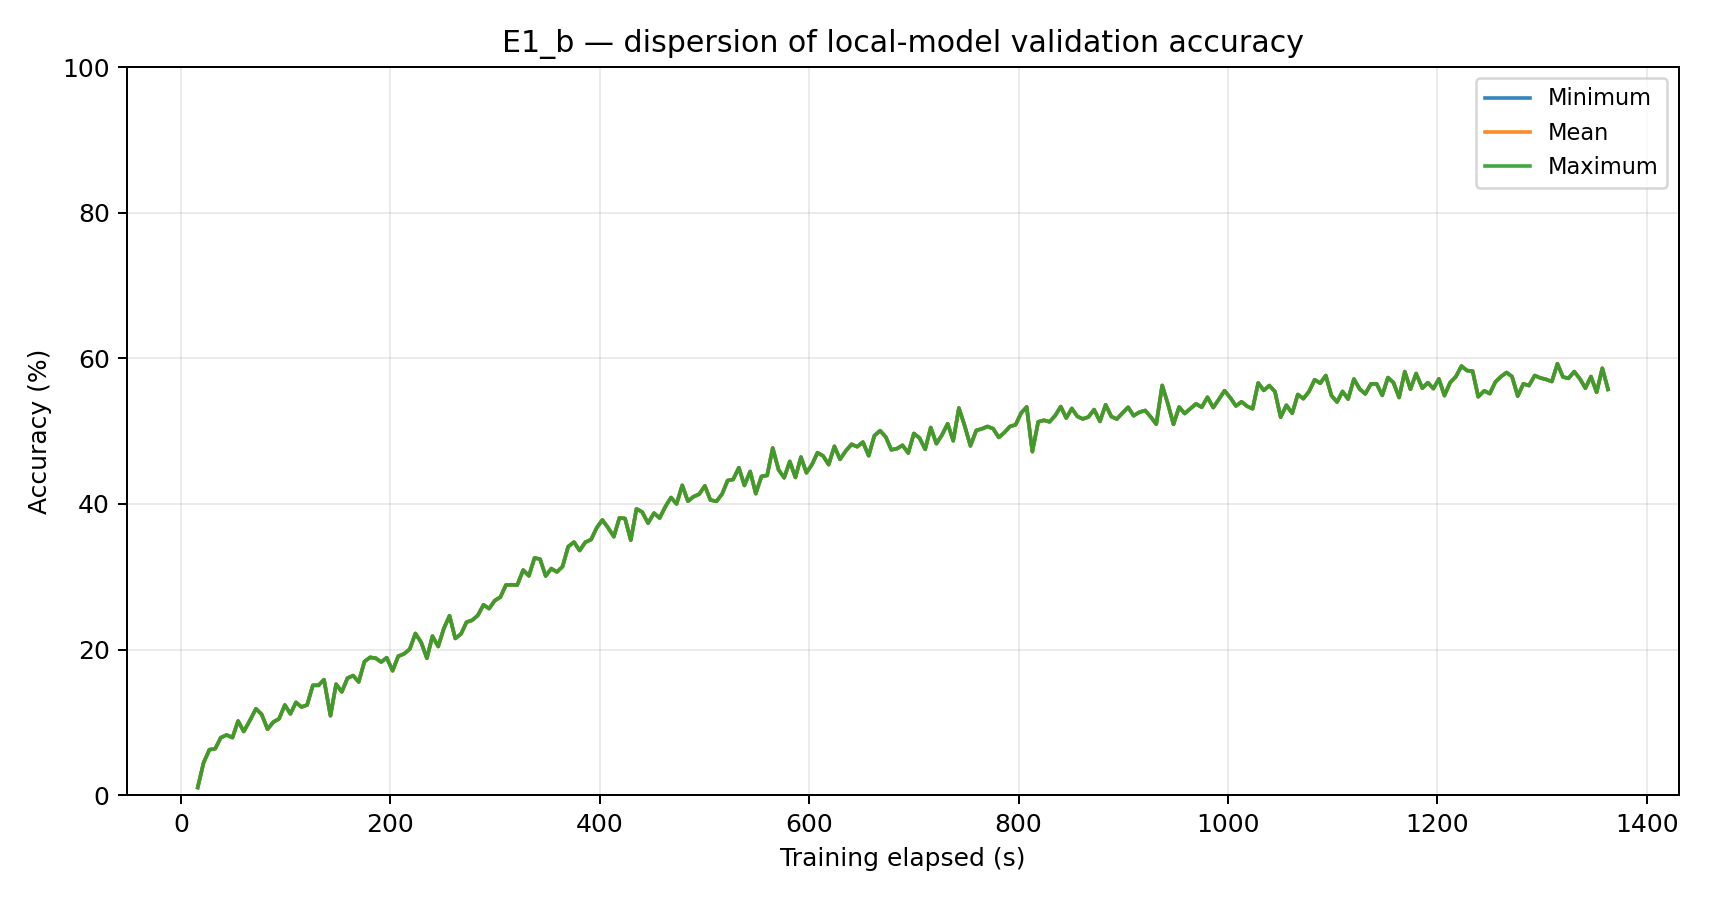 E1_b — dispersion of local-model validation accuracy
100
80
60
40
20
0
Accuracy (%)
Minimum
Mean
Maximum
0 200 400 600 800 1000 1200 1400
Training elapsed (s)